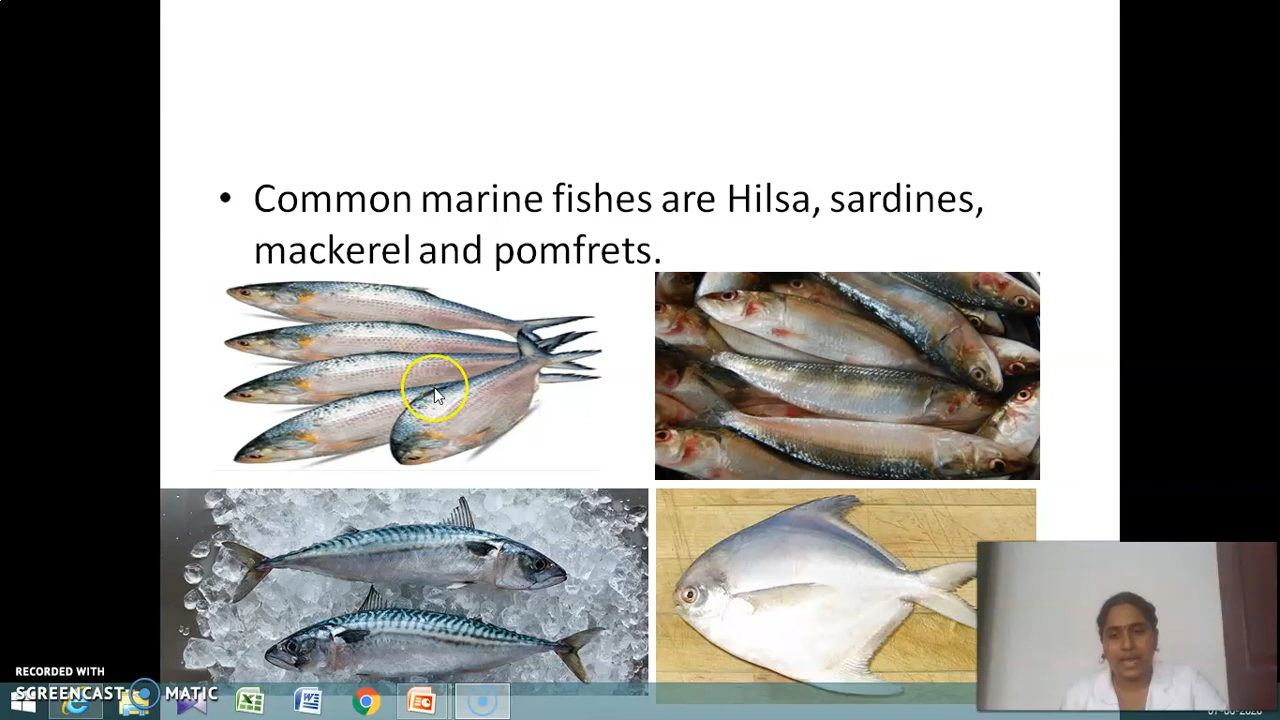 • Common marine fishes are Hilsa, sardines,
mackerel and pomfrets.
RECORDED WITH
SCREENCAST MATIC